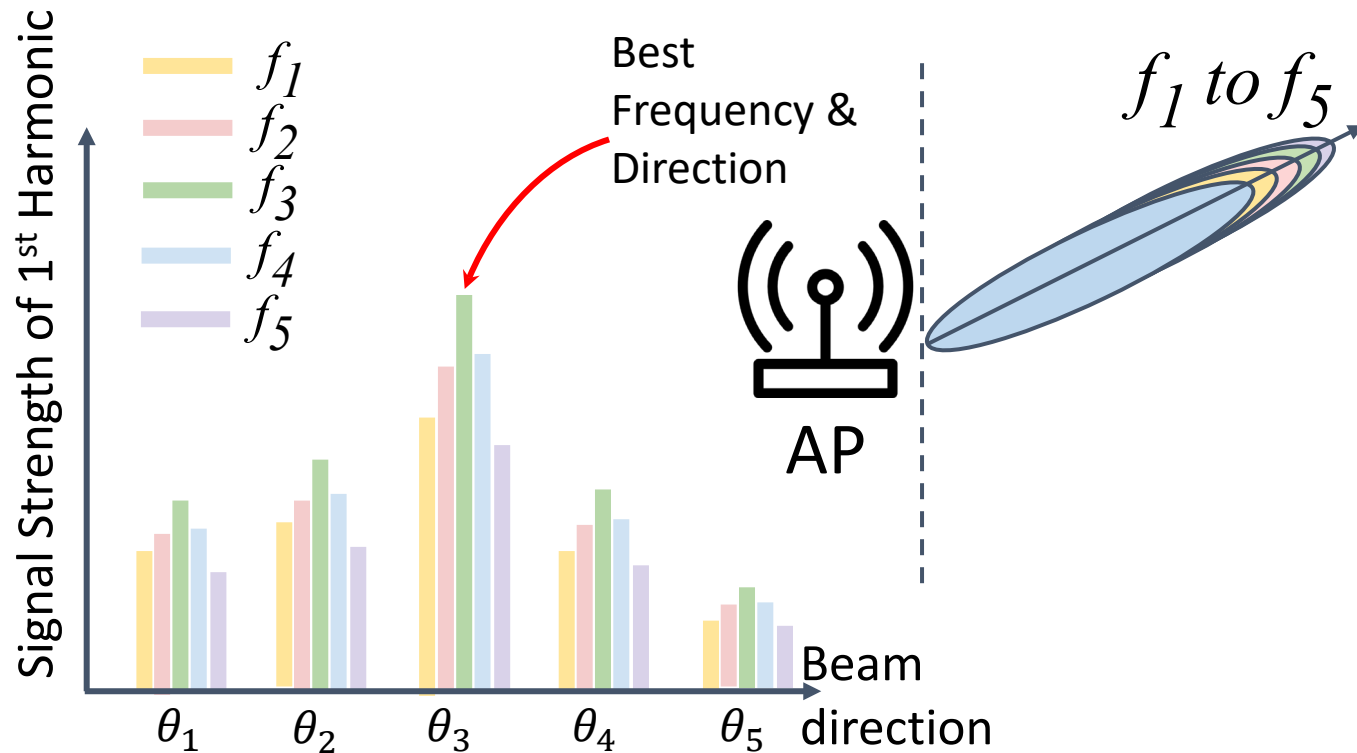 Signal Strength of 1st Harmonic
f1
f2
f3
f4
f5
Best
Frequency &
Direction
AP
f1 to f5
θ1
θ2
θ3
θ4
θ5
Beam
direction